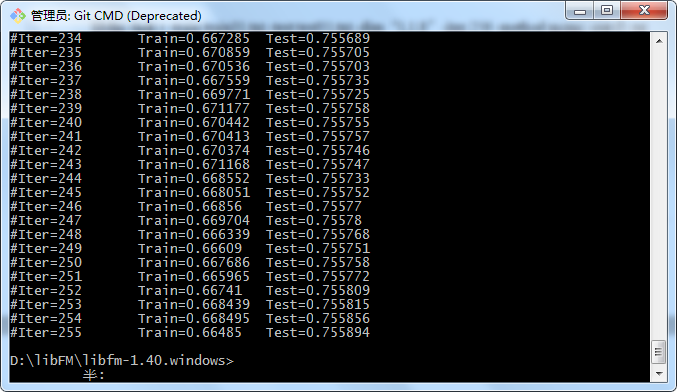 管理员: Git CMD (Deprecated)
#Iter=234 Train=0.667285 Test=0.755689
#Iter=235 Train=0.670859 Test=0.755705
#Iter=236 Train=0.670536 Test=0.755703
#Iter=237 Train=0.667559 Test=0.755735
#Iter=238 Train=0.669771 Test=0.755725
#Iter=239 Train=0.671177 Test=0.755758
#Iter=240 Train=0.670442 Test=0.755755
#Iter=241 Train=0.670413 Test=0.755757
#Iter=242 Train=0.670374 Test=0.755746
#Iter=243 Train=0.671168 Test=0.755747
#Iter=244 Train=0.668552 Test=0.755733
#Iter=245 Train=0.668051 Test=0.755752
#Iter=246 Train=0.66856 Test=0.75577
#Iter=247 Train=0.669704 Test=0.75578
#Iter=248 Train=0.666339 Test=0.755768
#Iter=249 Train=0.66609 Test=0.755751
#Iter=250 Train=0.667686 Test=0.755758
#Iter=251 Train=0.665965 Test=0.755772
#Iter=252 Train=0.66741 Test=0.755809
#Iter=253 Train=0.668439 Test=0.755815
#Iter=254 Train=0.668495 Test=0.755856
#Iter=255 Train=0.66485 Test=0.755894
D:\libFM\libfm-1.40.windows>
半: